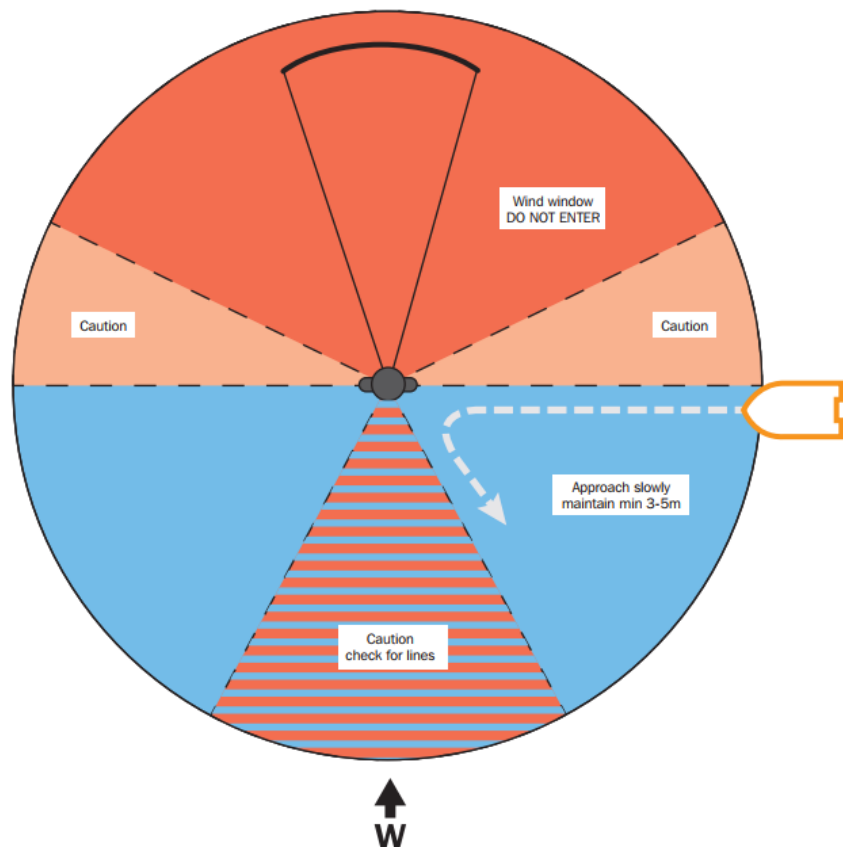 Wind window
DO NOT ENTER
Caution
Caution
Approach slowly
maintain min 3-5m
Caution
check for lines
W